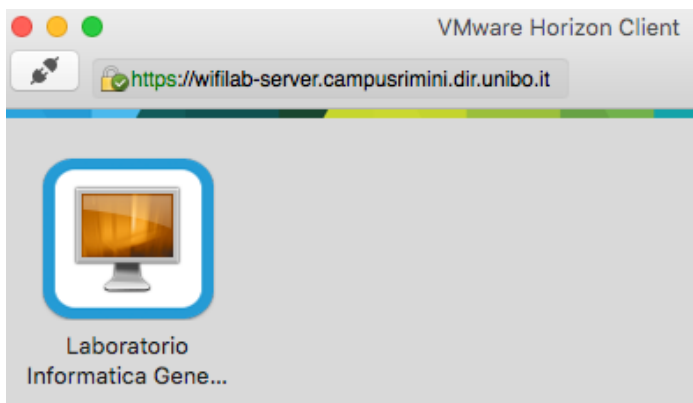 VMware Horizon Client
https://wifilab-server.campusrimini.dir.unibo.it
Laboratorio
Informatica Gene...